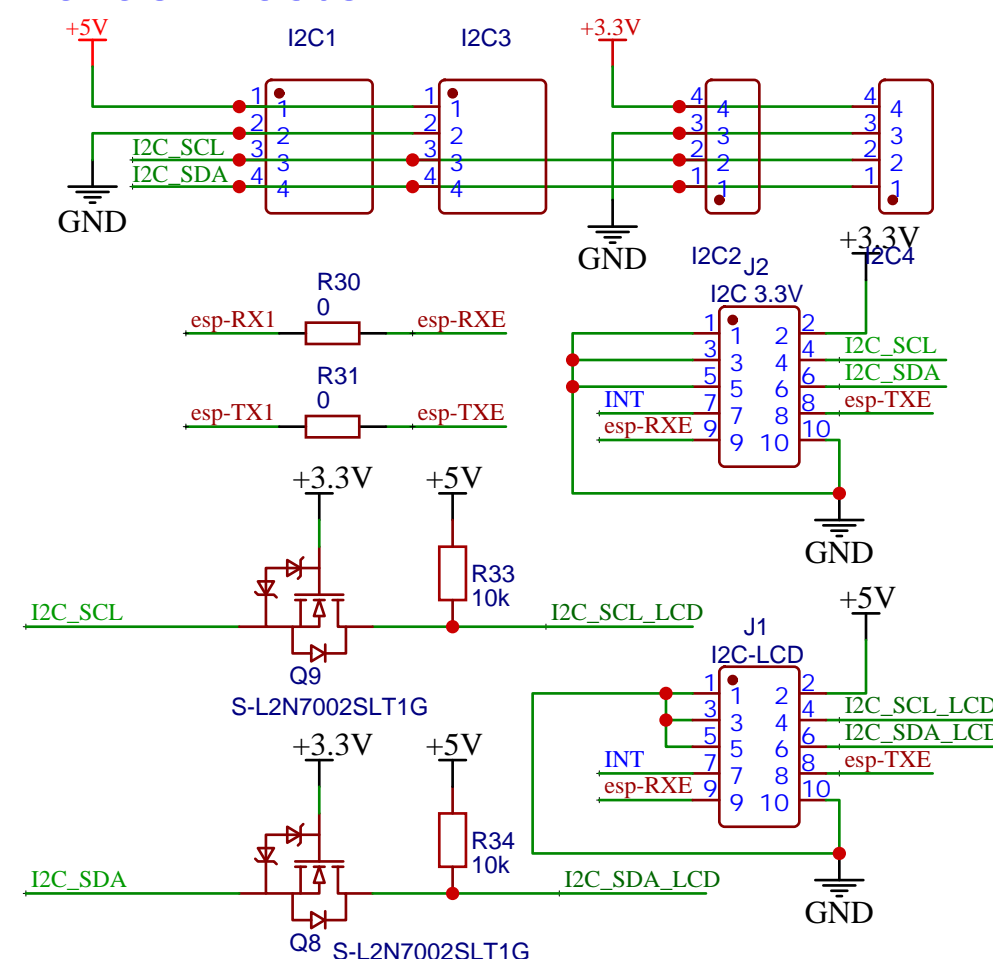 +5V
I2C1
I2C3
+3.3V
1 1
2 2
3 3
4 4
1 1
2 2
3 3
4 4
4 4
3 3
2 2
1 1
4 4
3 3
2 2
1 1
I2C_SCL
I2C_SDA
GND
GND
I2C2
+3.3V
I2C4
R30
0
esp-RX1
esp-RXE
R31
0
esp-TX1
esp-TXE
J2
I2C 3.3V
1 1 2 2
3 3 4 4 I2C_SCL
5 5 6 6 I2C_SDA
INT 7 7 8 8 esp-TXE
esp-RXE 9 9 10 10
GND
+3.3V
+5V
R33
10k
I2C_SCL
I2C_SCL_LCD
Q9
S-L2N7002SLT1G
+5V
J1
I2C-LCD
1 1 2 2
3 3 4 4 I2C_SCL_LCD
5 5 6 6 I2C_SDA_LCD
INT 7 7 8 8 esp-TXE
esp-RXE 9 9 10 10
GND
+3.3V
+5V
R34
10k
I2C_SDA
I2C_SDA_LCD
Q8
S-L2N7002SLT1G